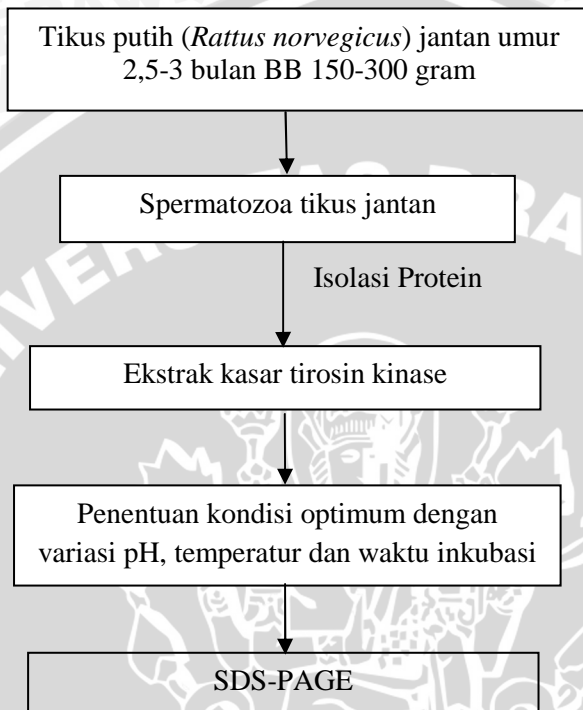 Tikus putih (Rattus norvegicus) jantan umur
2,5-3 bulan BB 150-300 gram
Spermatozoa tikus jantan
Isolasi Protein
Ekstrak kasar tirosin kinase
Penentuan kondisi optimum dengan
variasi pH, temperatur dan waktu inkubasi
SDS-PAGE